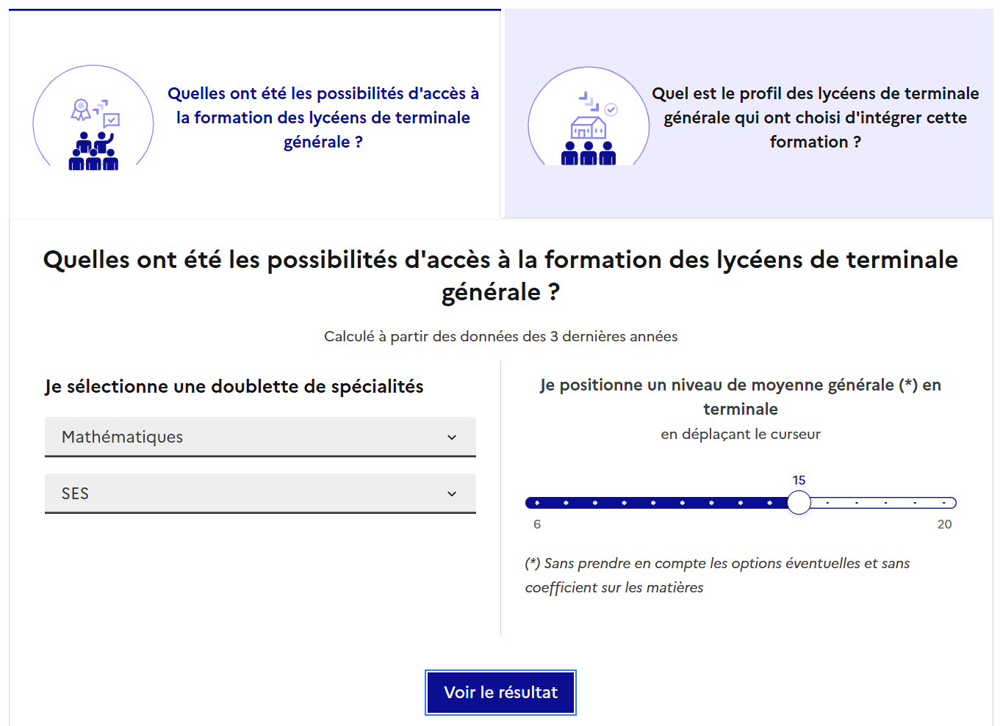 Quelles ont été les possibilités d'accès à
la formation des lycéens de terminale
générale ?
Quel est le profil des lycéens de terminale
générale qui ont choisi d'intégrer cette
formation ?
Quelles ont été les possibilités d'accès à la formation des lycéens de terminale
générale ?
Calculé à partir des données des 3 dernières années
Je sélectionne une doublette de spécialités
Mathématiques
SES
Je positionne un niveau de moyenne générale (*) en
terminale
en déplaçant le curseur
15
6
20
(*) Sans prendre en compte les options éventuelles et sans
coefficient sur les matières
Voir le résultat